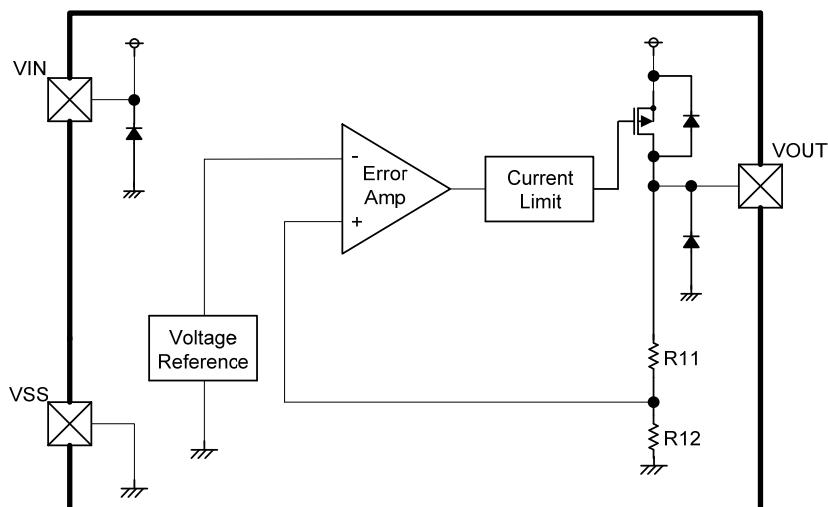 VIN
VOUT
-
Error
Amp
+
Current
Limit
Voltage
Reference
R11
R12
VSS